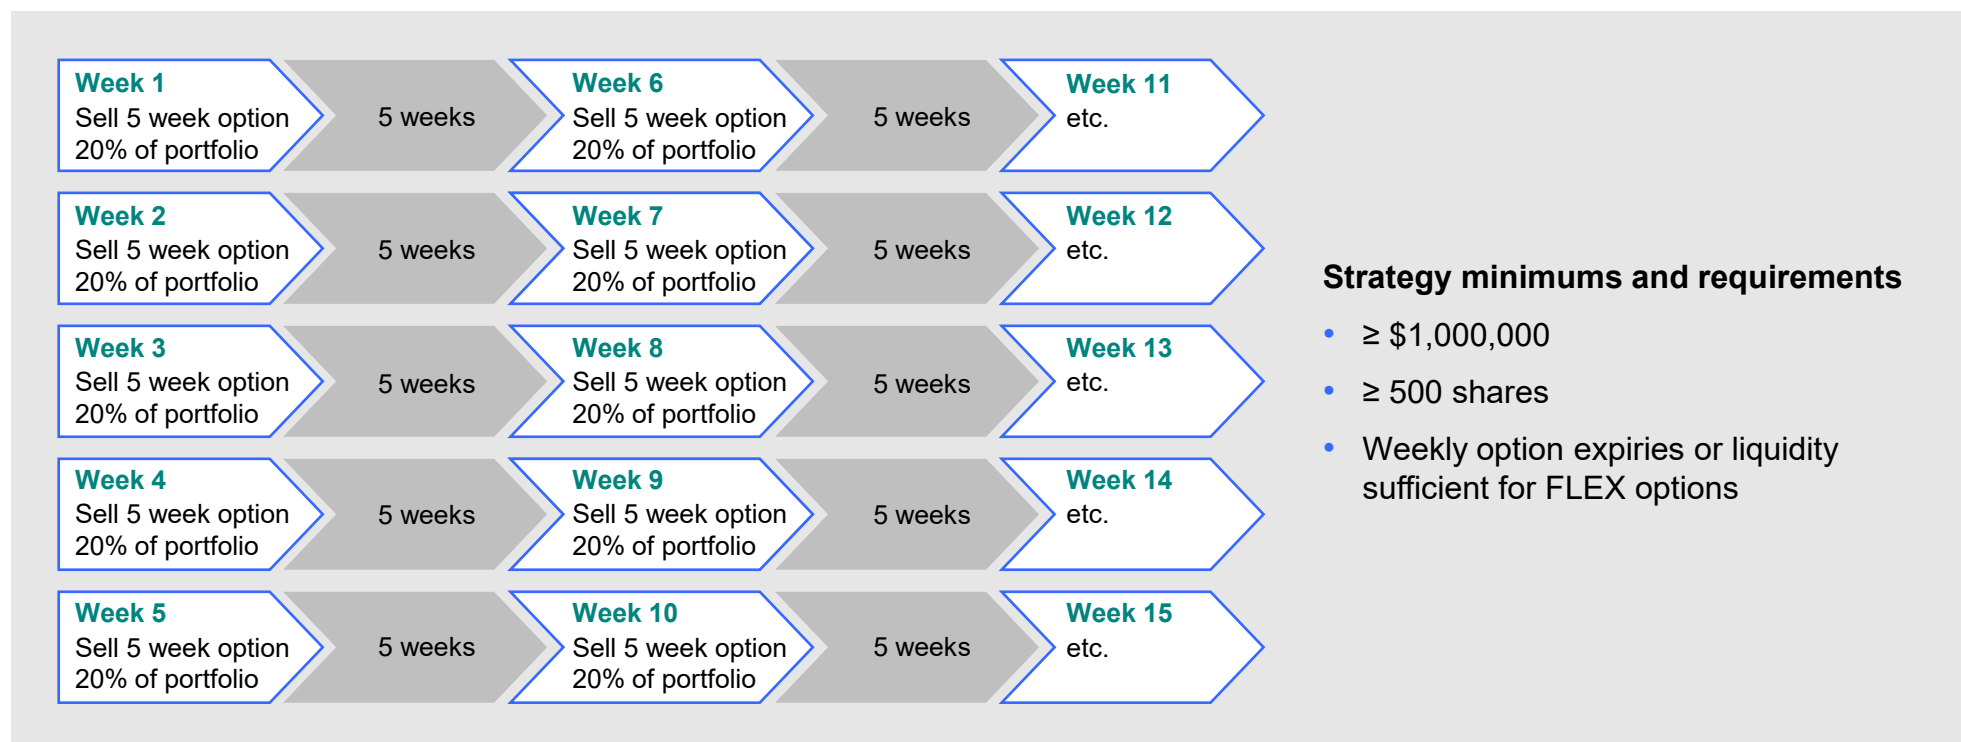 Week 1
Sell 5 week option
20% of portfolio
5 weeks
Week 6
Sell 5 week option
20% of portfolio
5 weeks
Week 11
etc.
Week 2
Sell 5 week option
20% of portfolio
5 weeks
Week 7
Sell 5 week option
20% of portfolio
5 weeks
Week 12
etc.
Week 3
Sell 5 week option
20% of portfolio
5 weeks
Week 8
Sell 5 week option
20% of portfolio
5 weeks
Week 13
etc.
Week 4
Sell 5 week option
20% of portfolio
5 weeks
Week 9
Sell 5 week option
20% of portfolio
5 weeks
Week 14
etc.
Week 5
Sell 5 week option
20% of portfolio
5 weeks
Week 10
Sell 5 week option
20% of portfolio
5 weeks
Week 15
etc.
Strategy minimums and requirements
• ≥ $1,000,000
• ≥ 500 shares
• Weekly option expiries or liquidity
sufficient for FLEX options